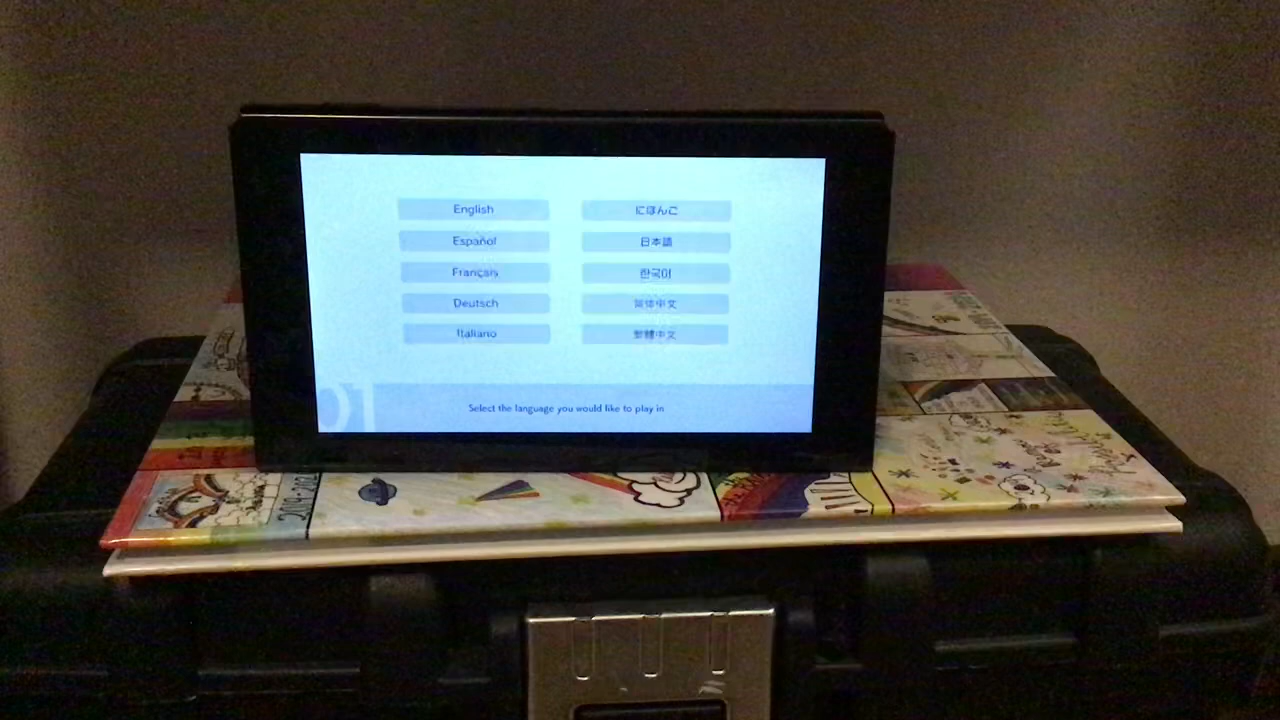 English
Español
Français
Deutsch
Italiano
にほんご
日本語
한국어
简体中文
繁體中文
01
Select the language you would like to play in